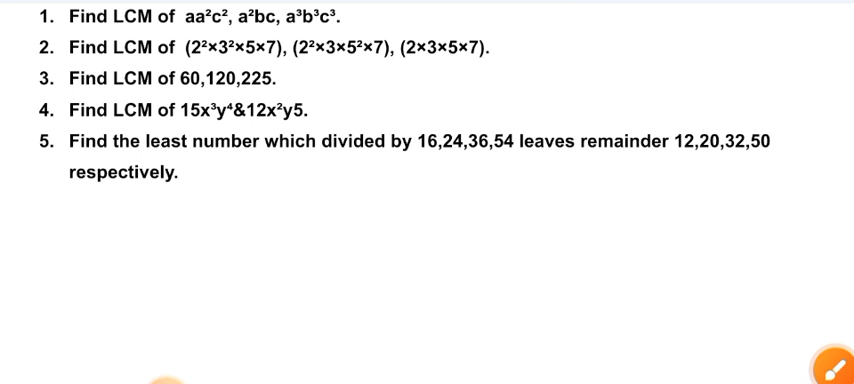 1. Find LCM of aa²c², a²bc, a³b³c³.
2. Find LCM of (2²×3²×5×7), (2²×3×5²×7), (2×3×5×7).
3. Find LCM of 60,120,225.
4. Find LCM of 15x³y⁴&12x²y5.
5. Find the least number which divided by 16,24,36,54 leaves remainder 12,20,32,50
respectively.